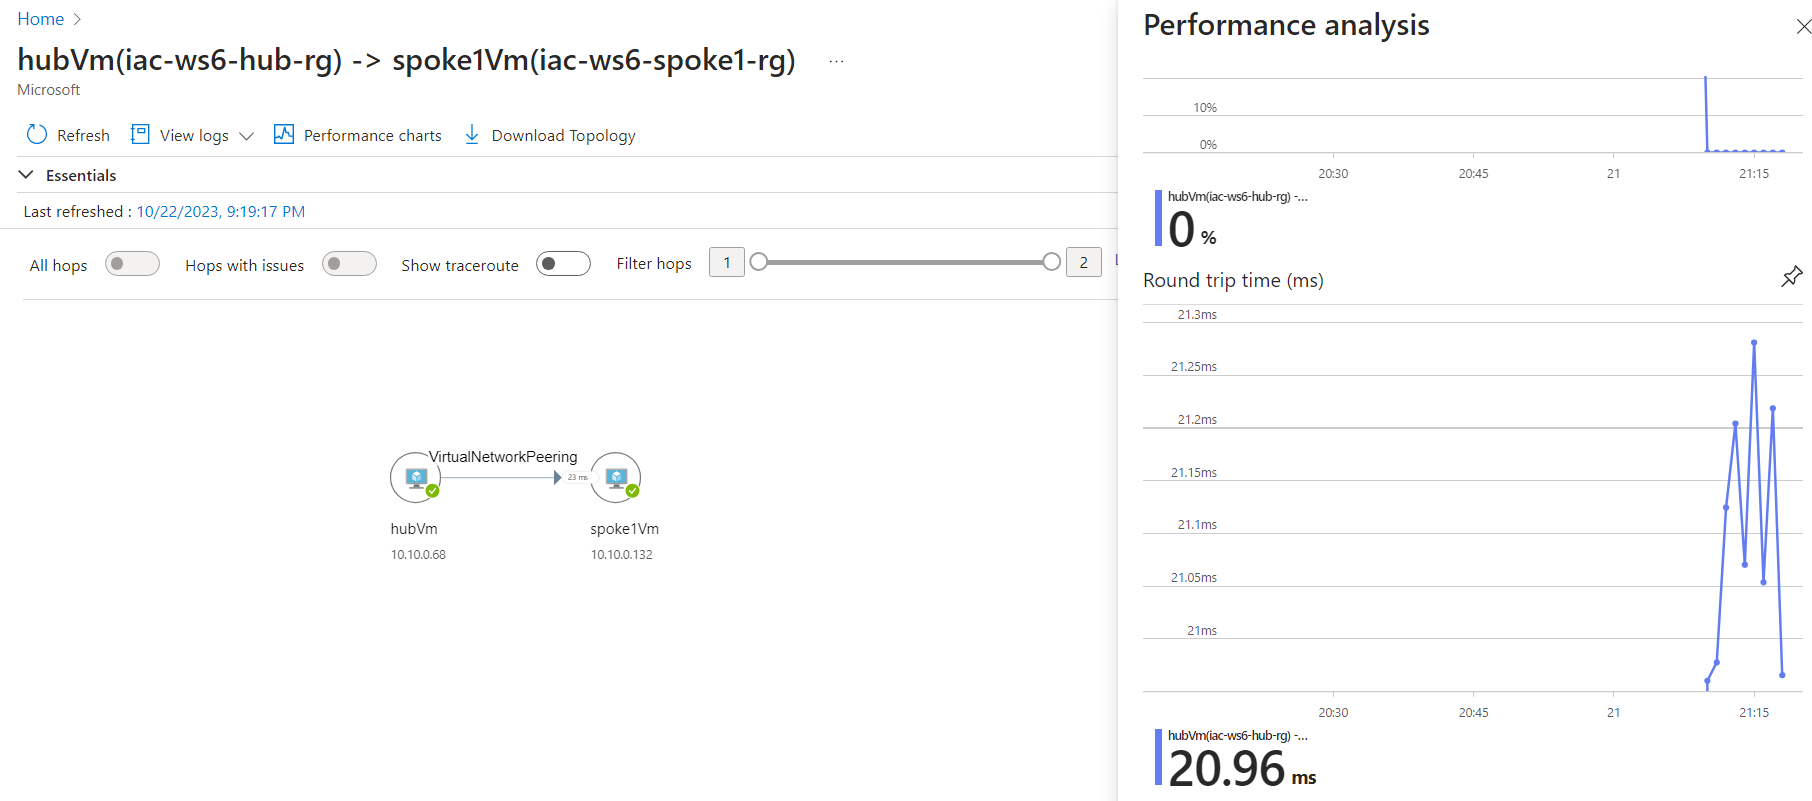 Home
hubVm(iac-ws6-hub-rg) -> spoke1Vm(iac-ws6-spoke1-rg) ...
Microsoft
Refresh View logs Performance charts Download Topology
Essentials
Last refreshed : 10/22/2023, 9:19:17 PM
All hops Hops with issues Show traceroute Filter hops 1 2
VirtualNetworkPeering
23 ms
hubVm spoke1Vm
10.10.0.68 10.10.0.132
Performance analysis
10%
0%
20:30 20:45 21 21:15
hubVm(iac-ws6-hub-rg) -...
0 %
Round trip time (ms)
21.3ms
21.25ms
21.2ms
21.15ms
21.1ms
21.05ms
21ms
20:30 20:45 21 21:15
hubVm(iac-ws6-hub-rg) -...
20.96 ms